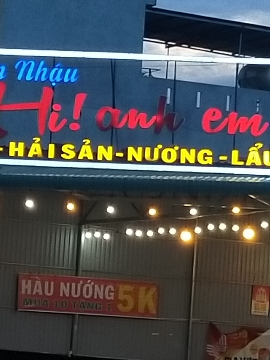 Nhậu
Hi! anh em
-HẢI SẢN-NƯƠNG-LẨU
HÀU NƯỚNG
5K